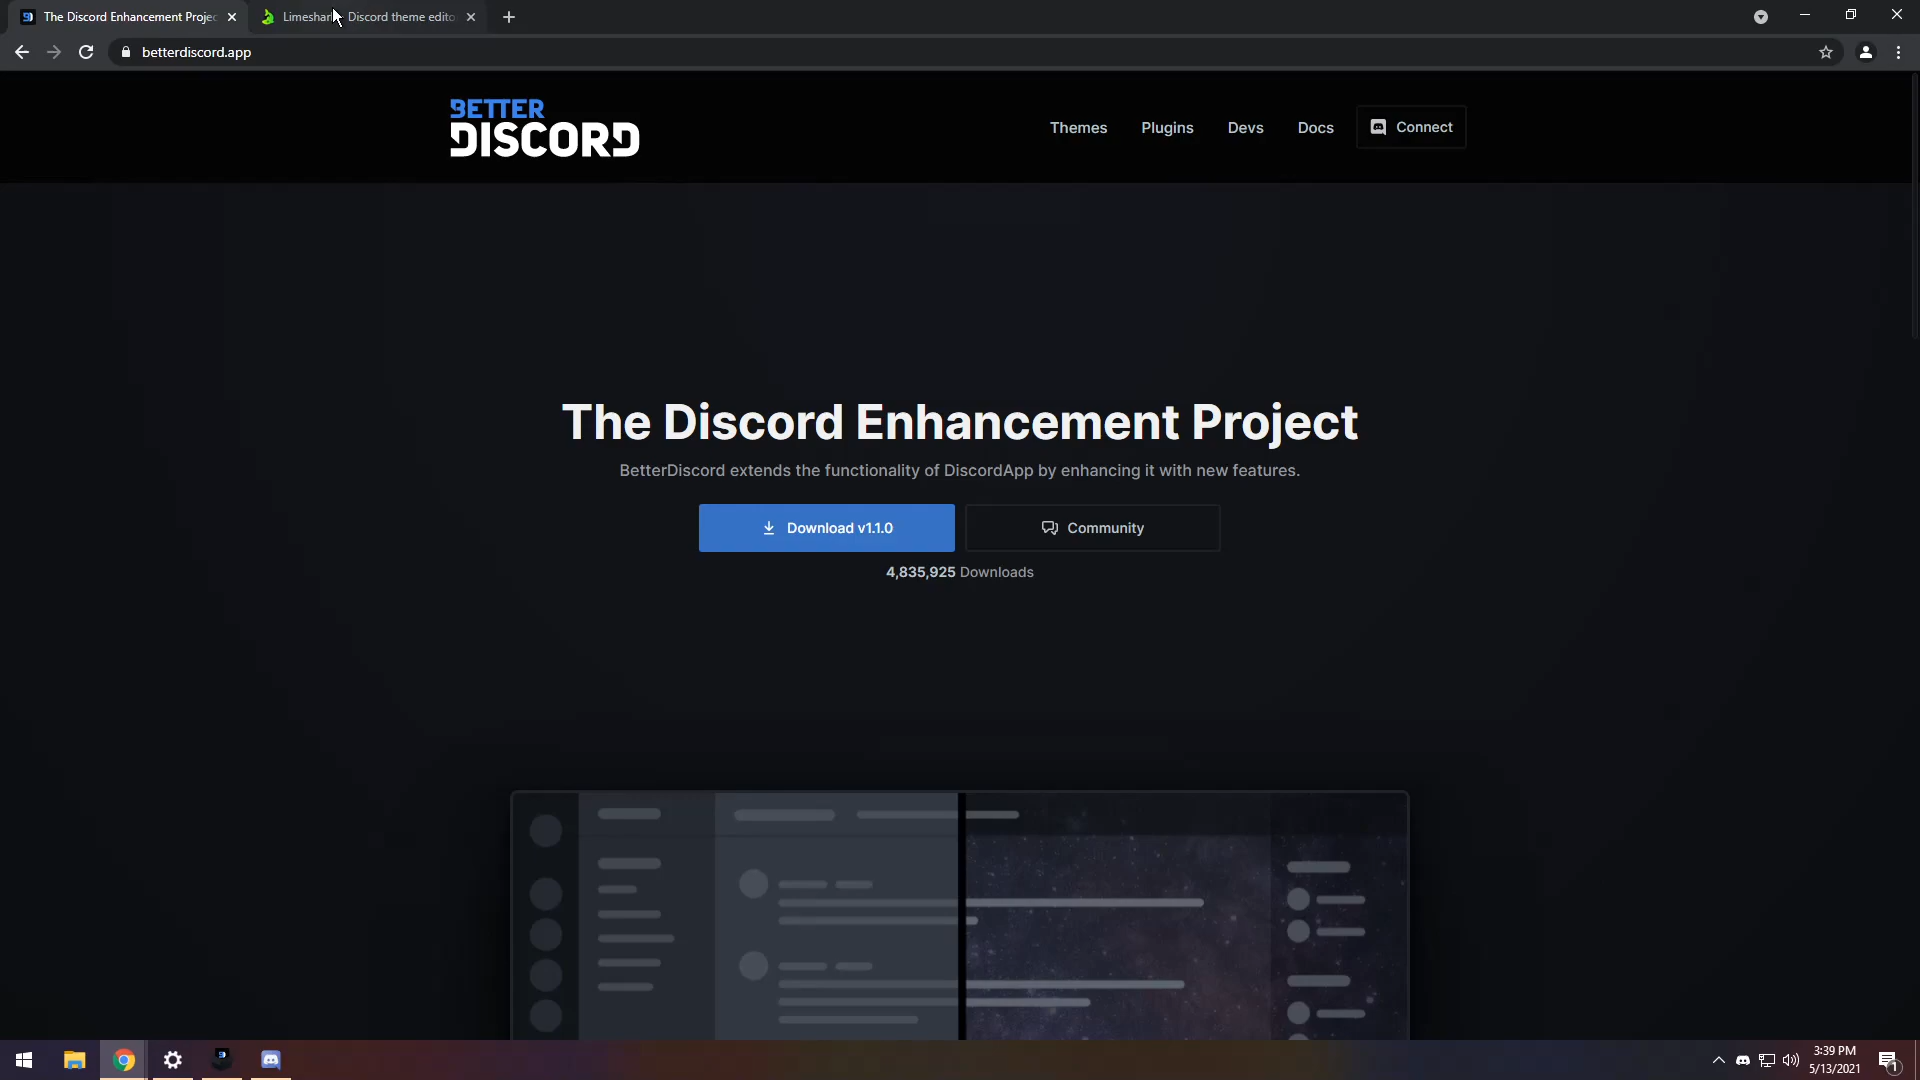 The Discord Enhancement Projec
Limeshar
Discord theme edito
betterdiscord.app
BETTER
DISCORD
Themes
Plugins
Devs
Docs
Connect
The Discord Enhancement Project
BetterDiscord extends the functionality of DiscordApp by enhancing it with new features.
Download v1.1.0
Community
4,835,925 Downloads
3:39 PM
5/13/2021
1